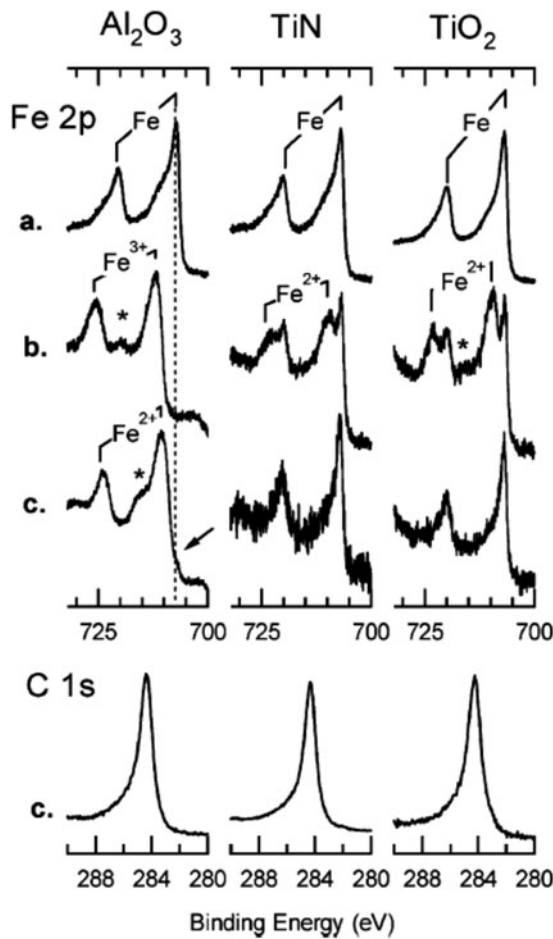 Al₂O₃ TiN TiO₂
Fe 2p
Fe Fe Fe
a.
Fe³⁺ Fe²⁺ Fe²⁺
* *
b.
Fe²⁺
*
c.
725 700 725 700 725 700
C 1s
c.
288 284 280 288 284 280 288 284 280
Binding Energy (eV)